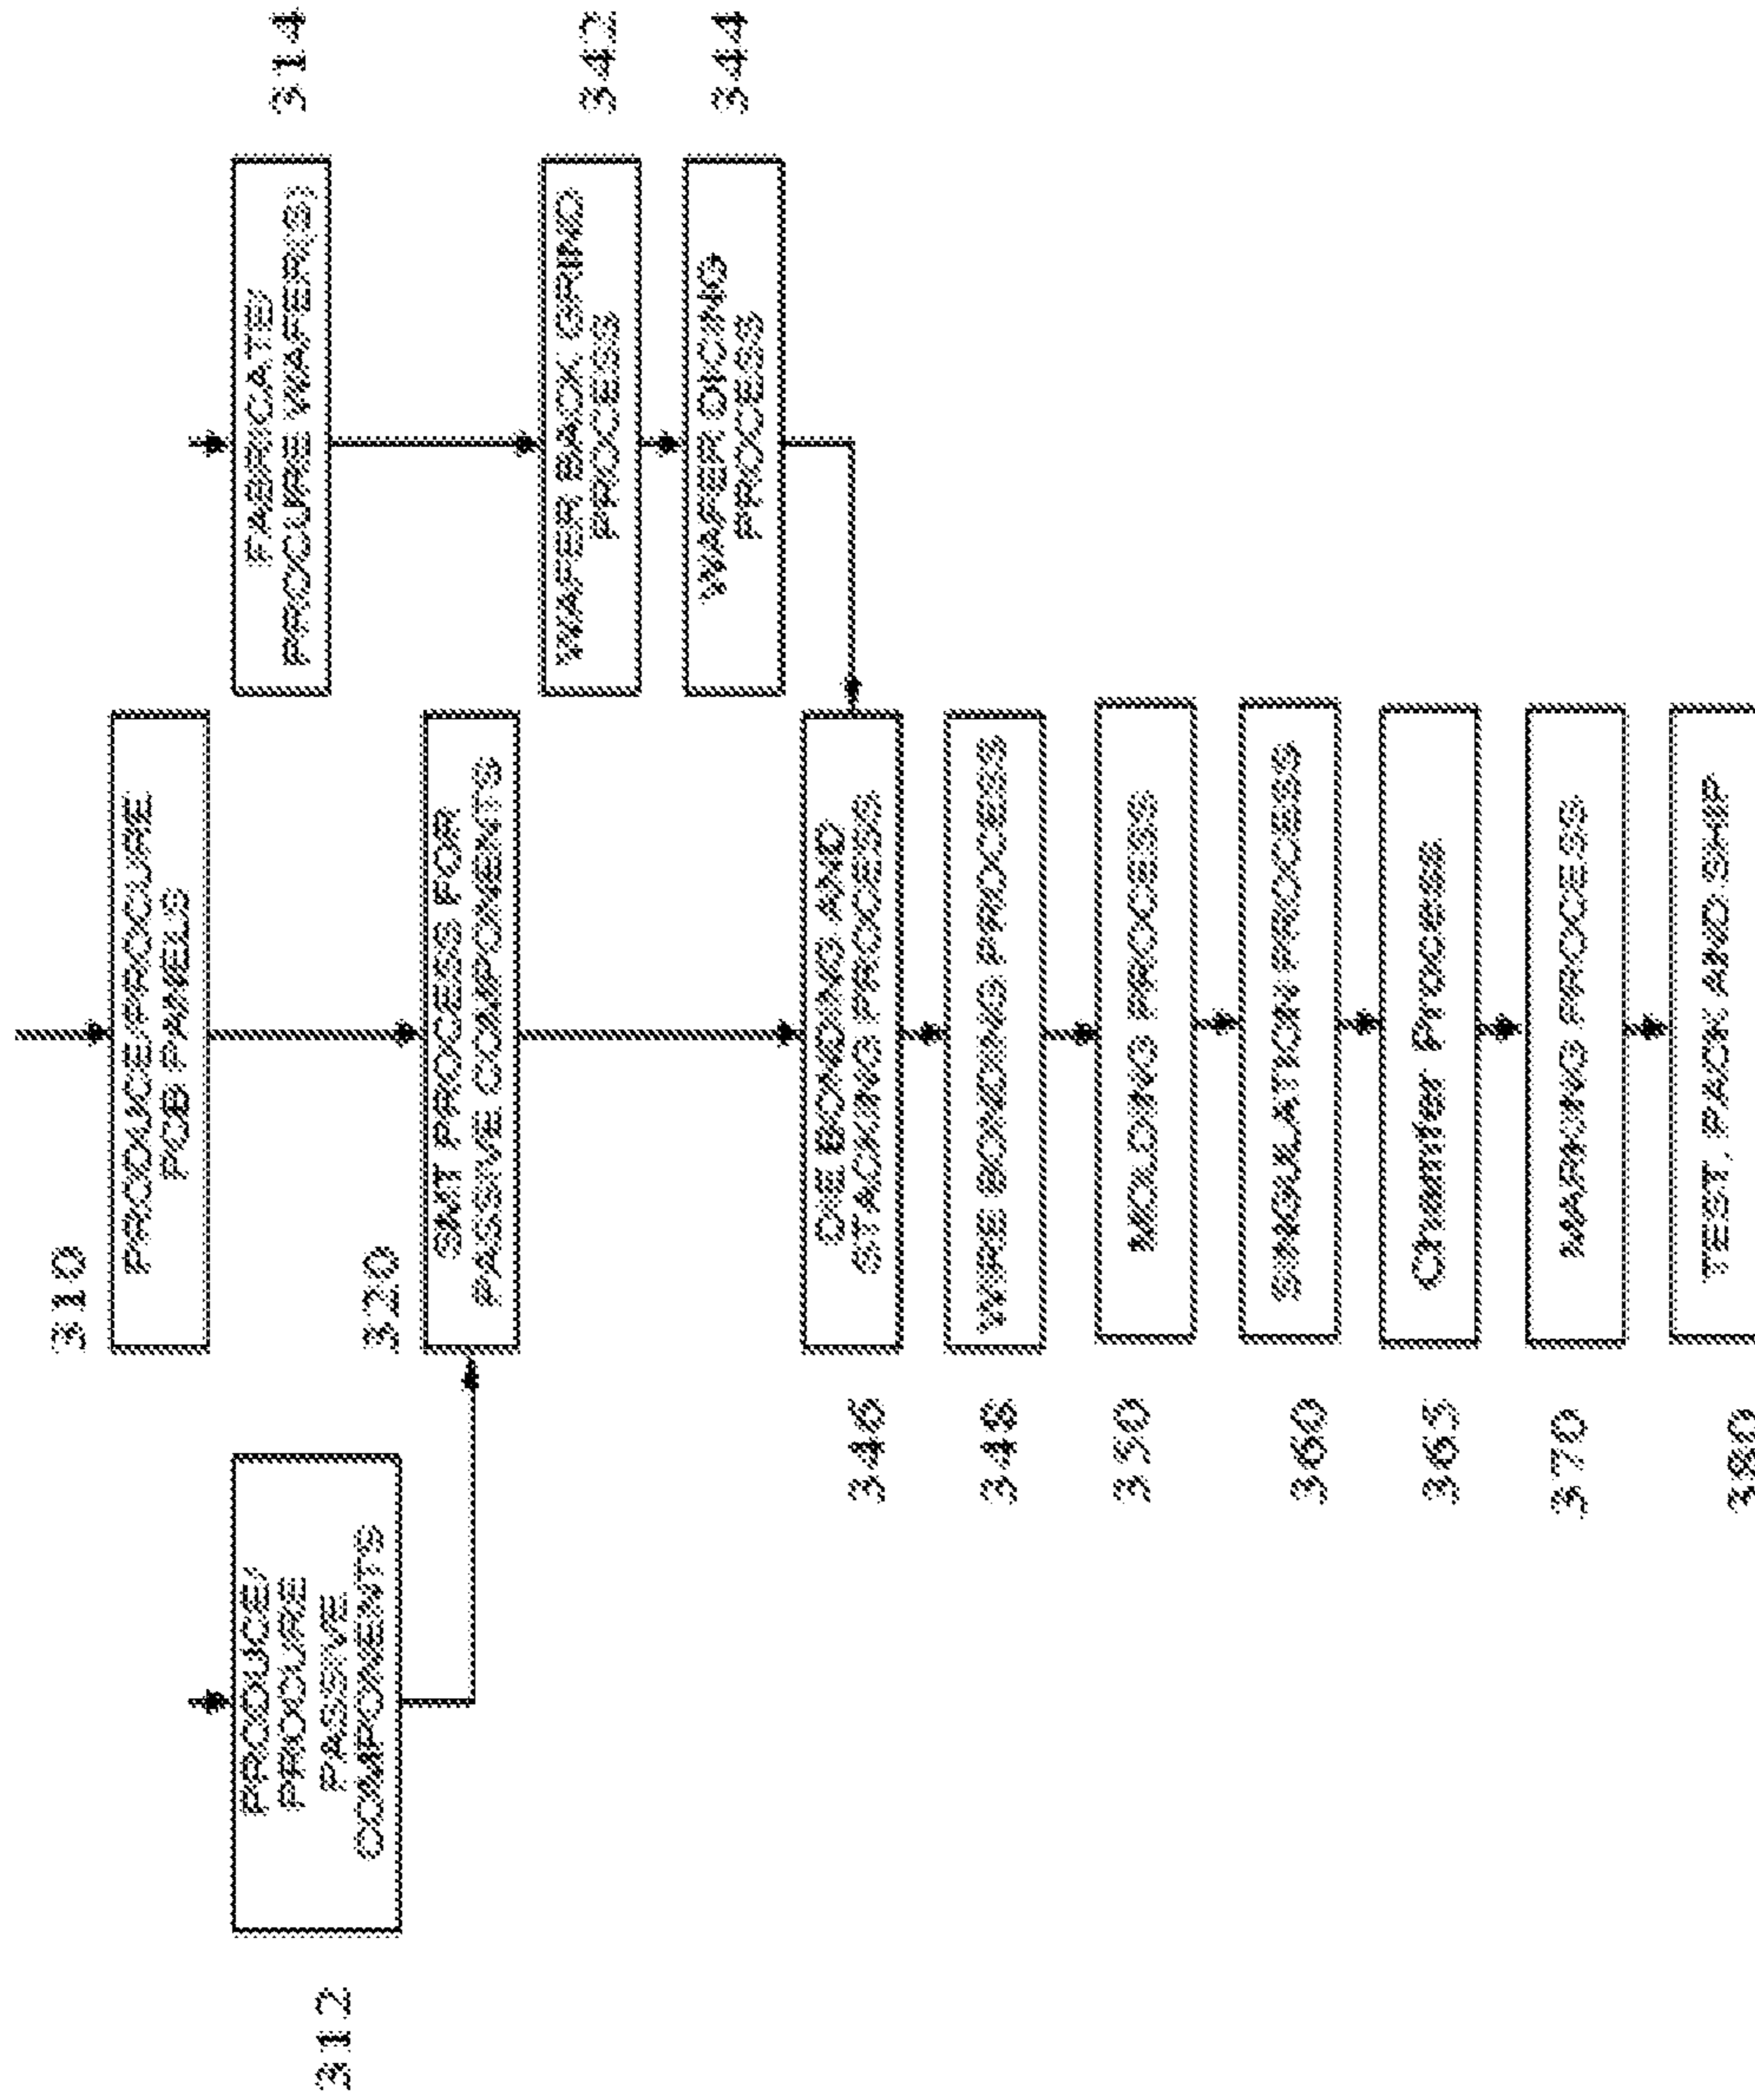 310
PRODUCE/PROCURE
PCB PANELS
312
PRODUCE/
PROCURE
PASSIVE
COMPONENTS
FABRICATE/
PROCURE WAFER(S)
314
320
SMT PROCESS FOR
PASSIVE COMPONENTS
WAFER BACK GRIND
PROCESS
342
WAFER DICING
PROCESS
344
346
DIE BONDING AND
STACKING PROCESS
348
WIRE BONDING PROCESS
350
MOLDING PROCESS
360
SINGULATION PROCESS
365
Chamfer Process
370
MARKING PROCESS
380
TEST, PACK AND SHIP